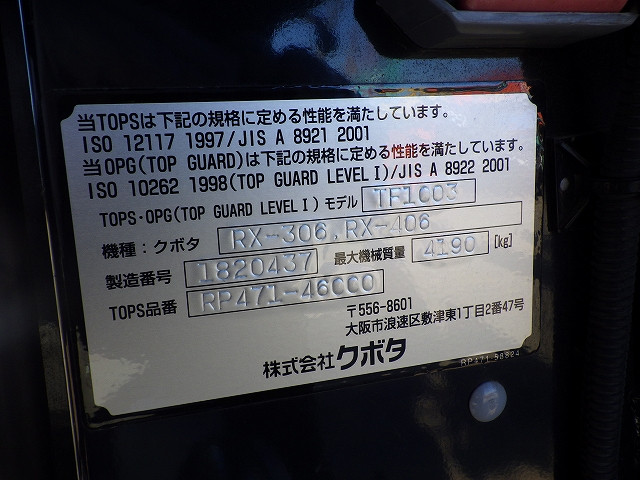 当TOPSは下記の規格に定める性能を満たしています。
ISO 12117 1997/JIS A 8921 2001
当OPG(TOP GUARD)は下記の規格に定める性能を満たしています。
ISO 10262 1998(TOP GUARD LEVEL I)/JIS A 8922 2001
TOPS・OPG(TOP GUARD LEVEL I) モデル TF1003
機種:クボタ RX-306,RX-406
製造番号 1820437 最大機械質量 4190 [kg]
TOPS品番 RP471-46CC0
〒556-8601
大阪市浪速区敷津東1丁目2番47号
株式会社クボタ
RP471-58824